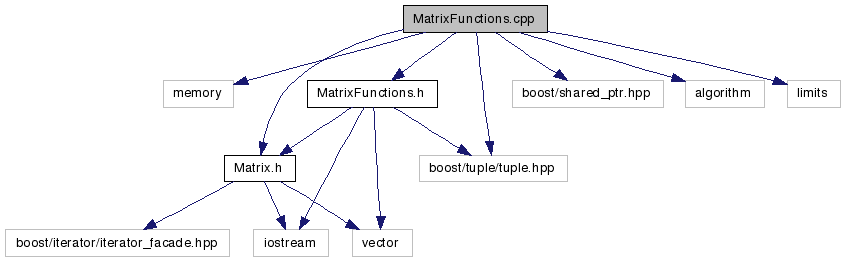 MatrixFunctions.cpp
memory
MatrixFunctions.h
boost/shared_ptr.hpp
algorithm
limits
Matrix.h
boost/tuple/tuple.hpp
boost/iterator/iterator_facade.hpp
iostream
vector